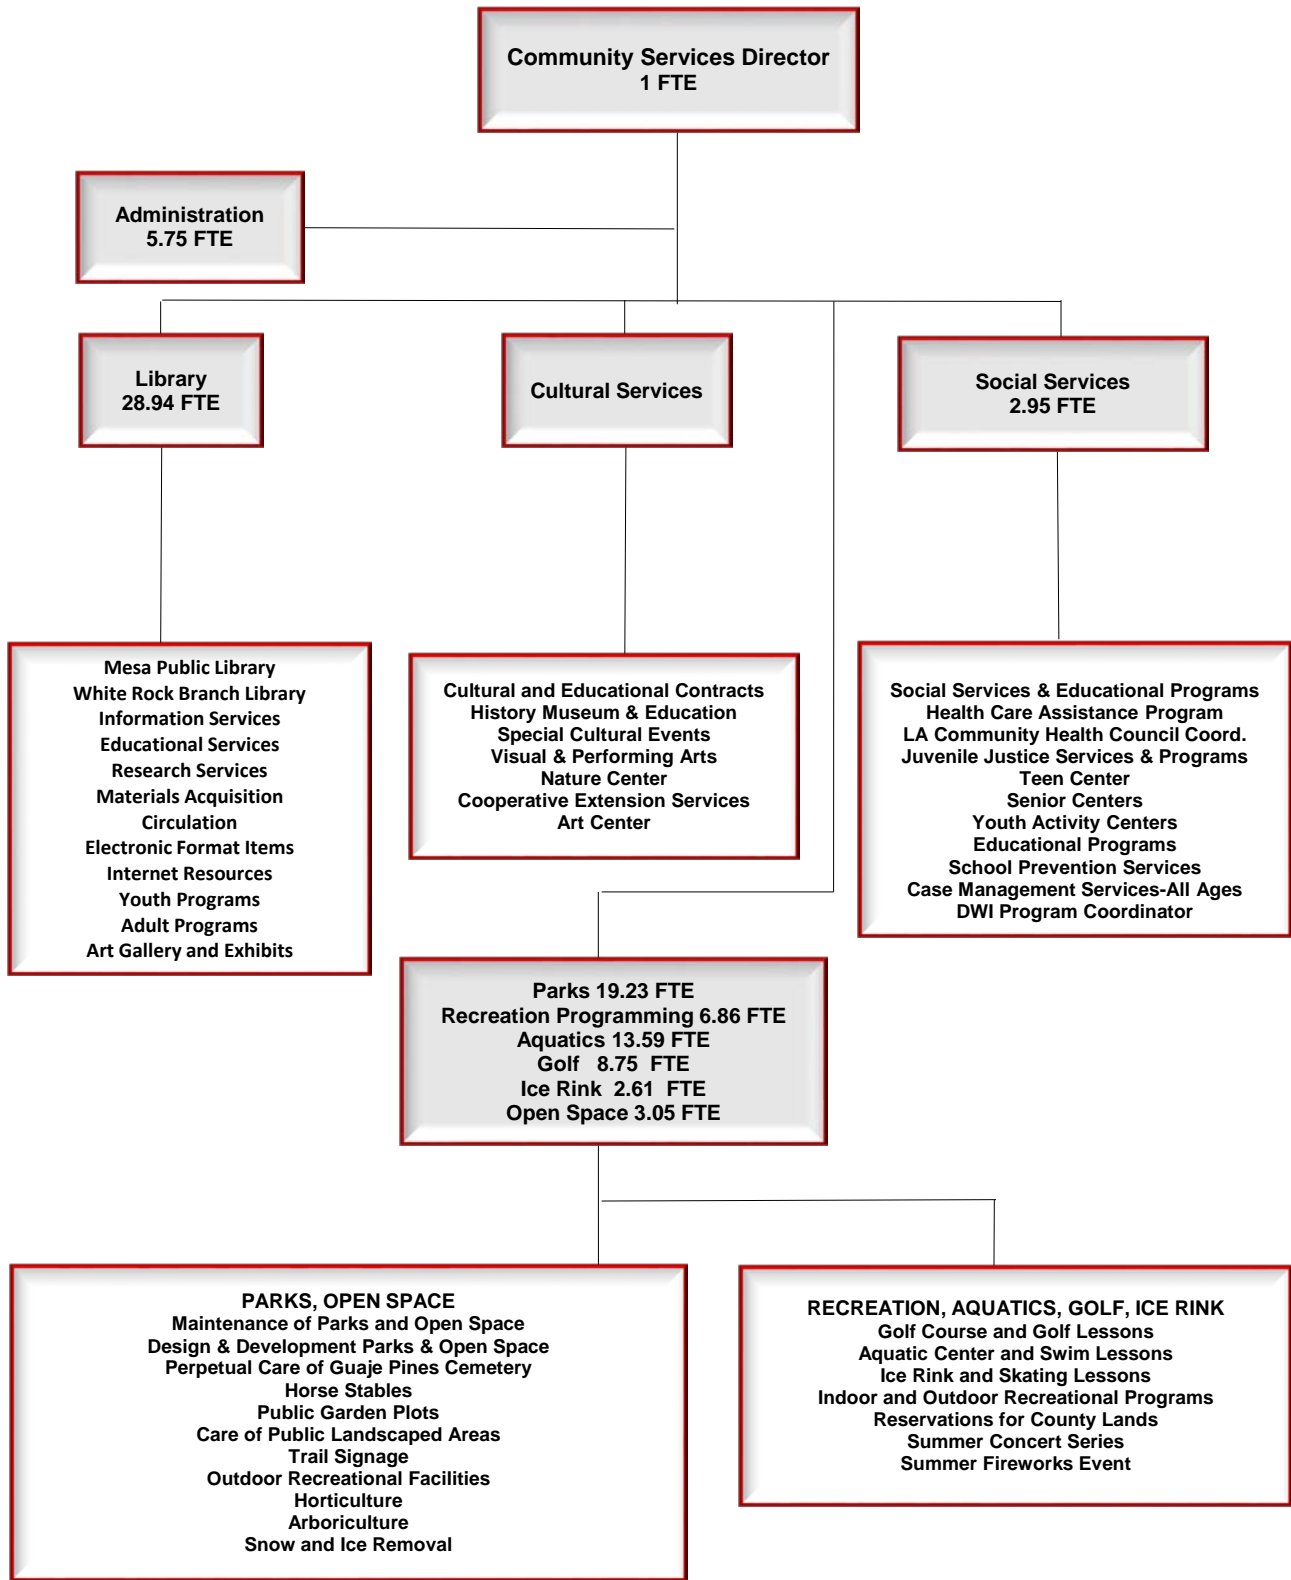 Community Services Director
1 FTE
Administration
5.75 FTE
Library
28.94 FTE
Cultural Services
Social Services
2.95 FTE
Mesa Public Library
White Rock Branch Library
Information Services
Educational Services
Research Services
Materials Acquisition
Circulation
Electronic Format Items
Internet Resources
Youth Programs
Adult Programs
Art Gallery and Exhibits
Cultural and Educational Contracts
History Museum & Education
Special Cultural Events
Visual & Performing Arts
Nature Center
Cooperative Extension Services
Art Center
Social Services & Educational Programs
Health Care Assistance Program
LA Community Health Council Coord.
Juvenile Justice Services & Programs
Teen Center
Senior Centers
Youth Activity Centers
Educational Programs
School Prevention Services
Case Management Services-All Ages
DWI Program Coordinator
Parks 19.23 FTE
Recreation Programming 6.86 FTE
Aquatics 13.59 FTE
Golf 8.75 FTE
Ice Rink 2.61 FTE
Open Space 3.05 FTE
PARKS, OPEN SPACE
Maintenance of Parks and Open Space
Design & Development Parks & Open Space
Perpetual Care of Guaje Pines Cemetery
Horse Stables
Public Garden Plots
Care of Public Landscaped Areas
Trail Signage
Outdoor Recreational Facilities
Horticulture
Arboriculture
Snow and Ice Removal
RECREATION, AQUATICS, GOLF, ICE RINK
Golf Course and Golf Lessons
Aquatic Center and Swim Lessons
Ice Rink and Skating Lessons
Indoor and Outdoor Recreational Programs
Reservations for County Lands
Summer Concert Series
Summer Fireworks Event